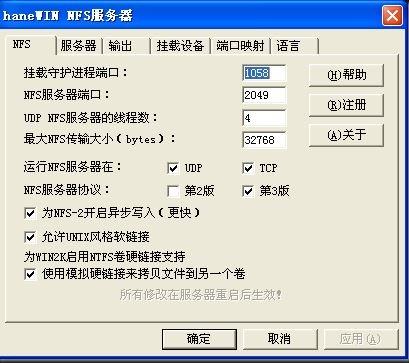 haneWIN NFS服务器
NFS 服务器 输出 挂载设备 端口映射 语言
挂载守护进程端口： 1058 (H)帮助
NFS服务器端口： 2049 (R)注册
UDP NFS服务器的线程数： 4
最大NFS传输大小（bytes）： 32768 (A)关于
运行NFS服务器在： UDP TCP
NFS服务器协议： 第2版 第3版
为NFS-2开启异步写入（更快）
允许UNIX风格软链接
为WIN2K启用NTFS卷硬链接支持
使用模拟硬链接来拷贝文件到另一个卷
所有修改在服务器重启后生效!
确定 取消 应用(A)